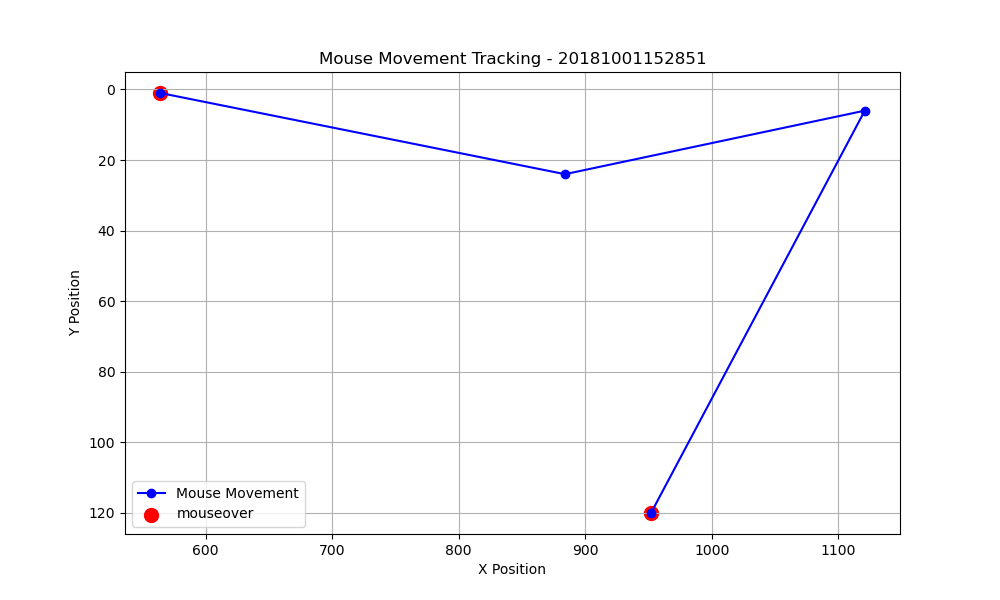 Mouse Movement Tracking - 20181001152851
0
20
40
60
80
100
120
Y Position
Mouse Movement
mouseover
600 700 800 900 1000 1100
X Position